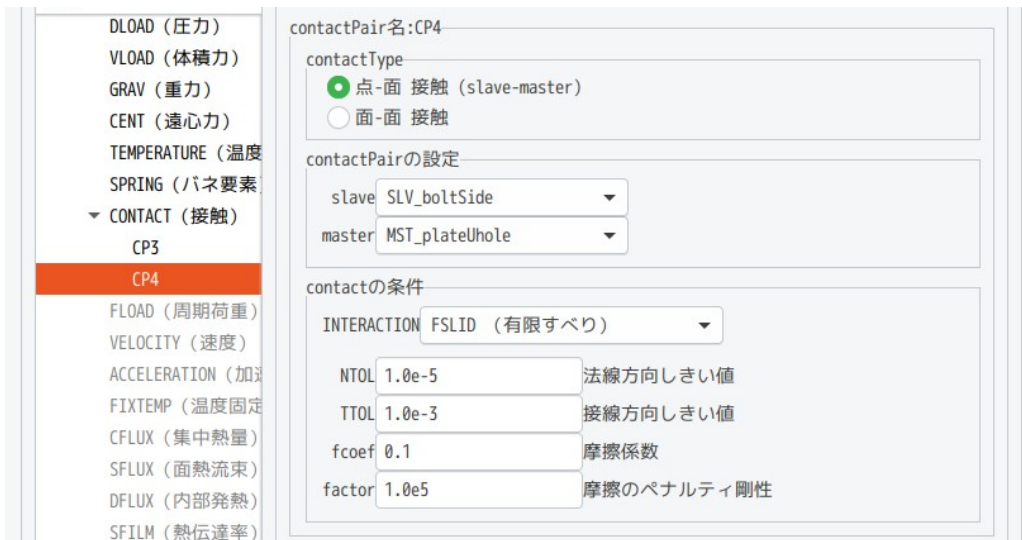 DLOAD (圧力)
VLOAD (体積力)
GRAV (重力)
CENT (遠心力)
TEMPERATURE (温度
SPRING (バネ要素
CONTACT (接触)
CP3
CP4
FLOAD (周期荷重)
VELOCITY (速度)
ACCELERATION (加速
FIXTEMP (温度固定
CFLUX (集中熱量)
SFLUX (面熱流束)
DFLUX (内部発熱)
SFILM (熱伝達率)
contactPair名:CP4
contactType
点-面 接触 (slave-master)
面-面 接触
contactPairの設定
slave SLV_boltSide
master MST_plateUhole
contactの条件
INTERACTION FSLID (有限すべり)
NTOL 1.0e-5 法線方向しきい値
TTOL 1.0e-3 接線方向しきい値
fcoef 0.1 摩擦係数
factor 1.0e5 摩擦のペナルティ剛性